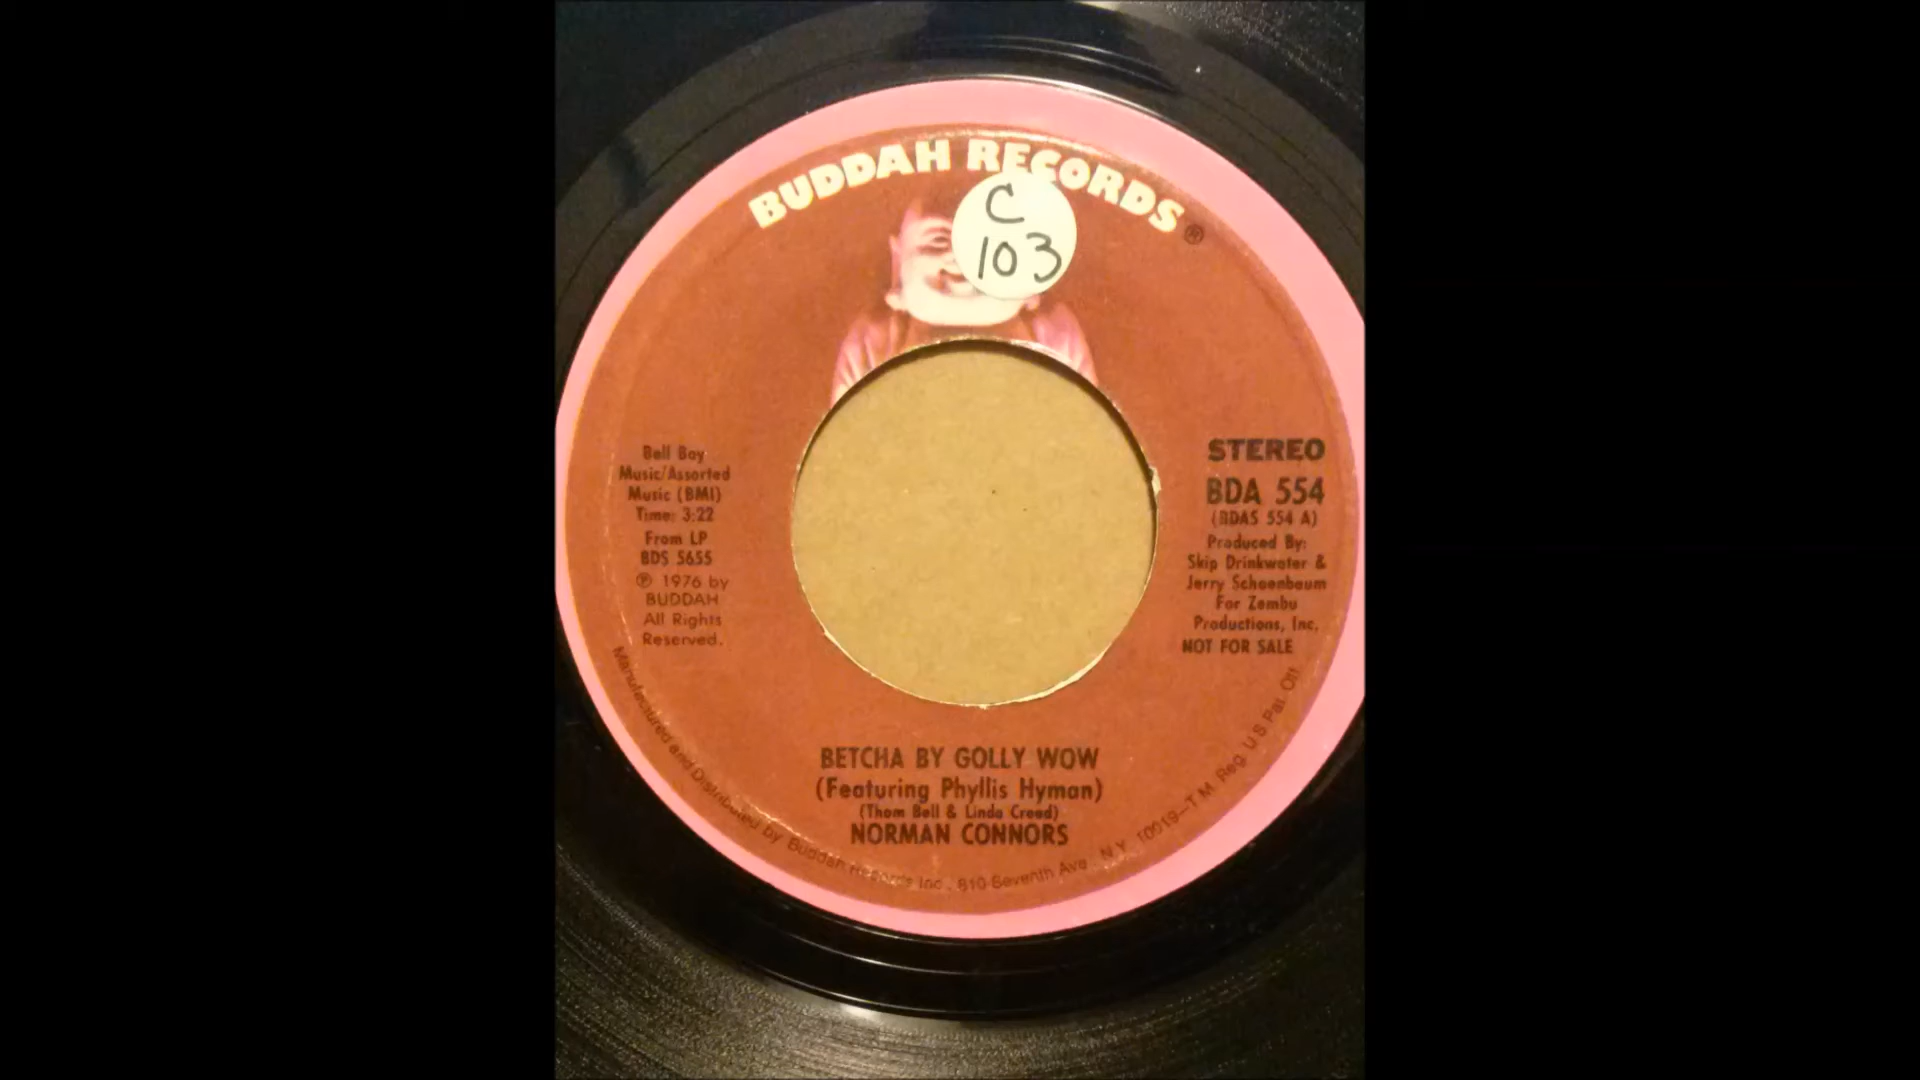 BUDDAH RECORDS®
C
103
Bell Boy
Music/Assorted
Music (BMI)
Time: 3:22
From LP
BDS 5655
℗ 1976 by
BUDDAH
All Rights
Reserved.
STEREO
BDA 554
(BDAS 554 A)
Produced By:
Skip Drinkwater &
Jerry Schoenbaum
For Zembu
Productions, Inc.
NOT FOR SALE
BETCHA BY GOLLY WOW
(Featuring Phyllis Hyman)
(Thom Bell & Linda Creed)
NORMAN CONNORS
Manufactured and Distributed by Buddah Records Inc., 810 Seventh Ave., N.Y. 10019–T.M. Reg. U.S. Pat. Off.